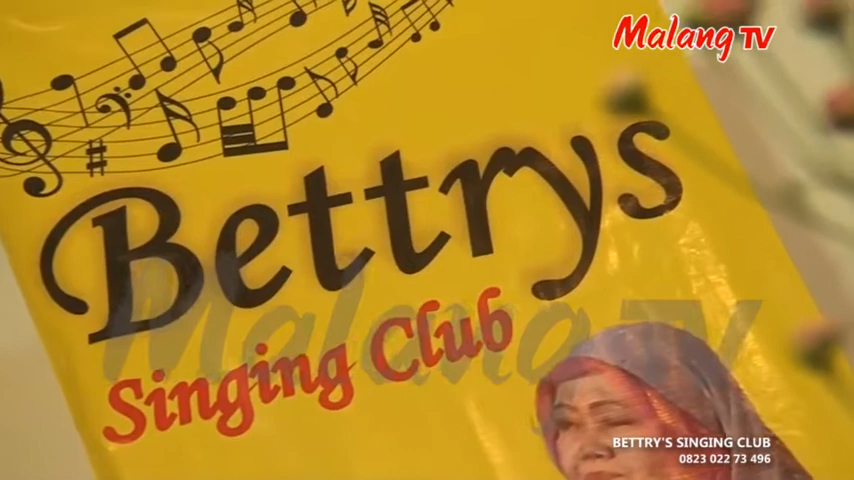 Malang TV
Bettrys
Malang TV
Singing Club
BETTRY'S SINGING CLUB
0823 022 73 496